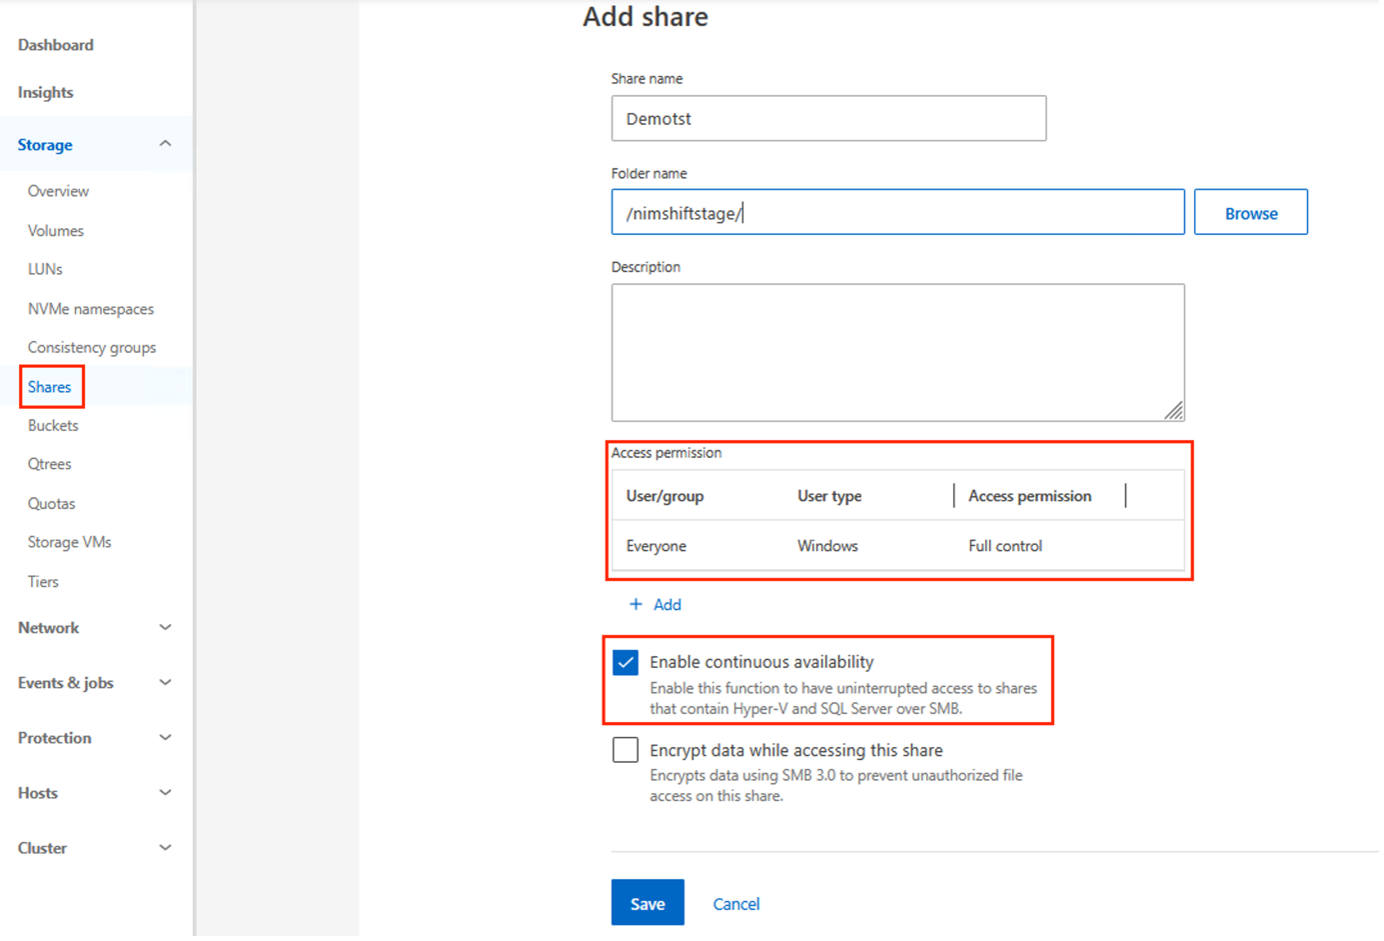 Dashboard
Insights
Storage
Overview
Volumes
LUNs
NVMe namespaces
Consistency groups
Shares
Buckets
Qtrees
Quotas
Storage VMs
Tiers
Network
Events & jobs
Protection
Hosts
Cluster
Add share
Share name
Demotst
Folder name
/nimshiftstage/
Browse
Description
Access permission
User/group User type Access permission
Everyone Windows Full control
+ Add
Enable continuous availability
Enable this function to have uninterrupted access to shares
that contain Hyper-V and SQL Server over SMB.
Encrypt data while accessing this share
Encrypts data using SMB 3.0 to prevent unauthorized file
access on this share.
Save Cancel